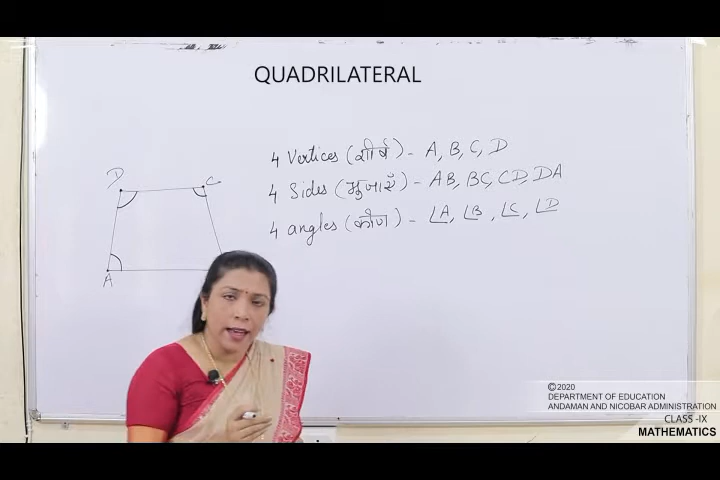 QUADRILATERAL
4 Vertices (शीर्ष) - A, B, C, D
4 Sides (भुजाएँ) - AB, BC, CD, DA
4 angles (कोण) - ∠A, ∠B, ∠C, ∠D
D C
A
©2020
DEPARTMENT OF EDUCATION
ANDAMAN AND NICOBAR ADMINISTRATION
CLASS -IX
MATHEMATICS